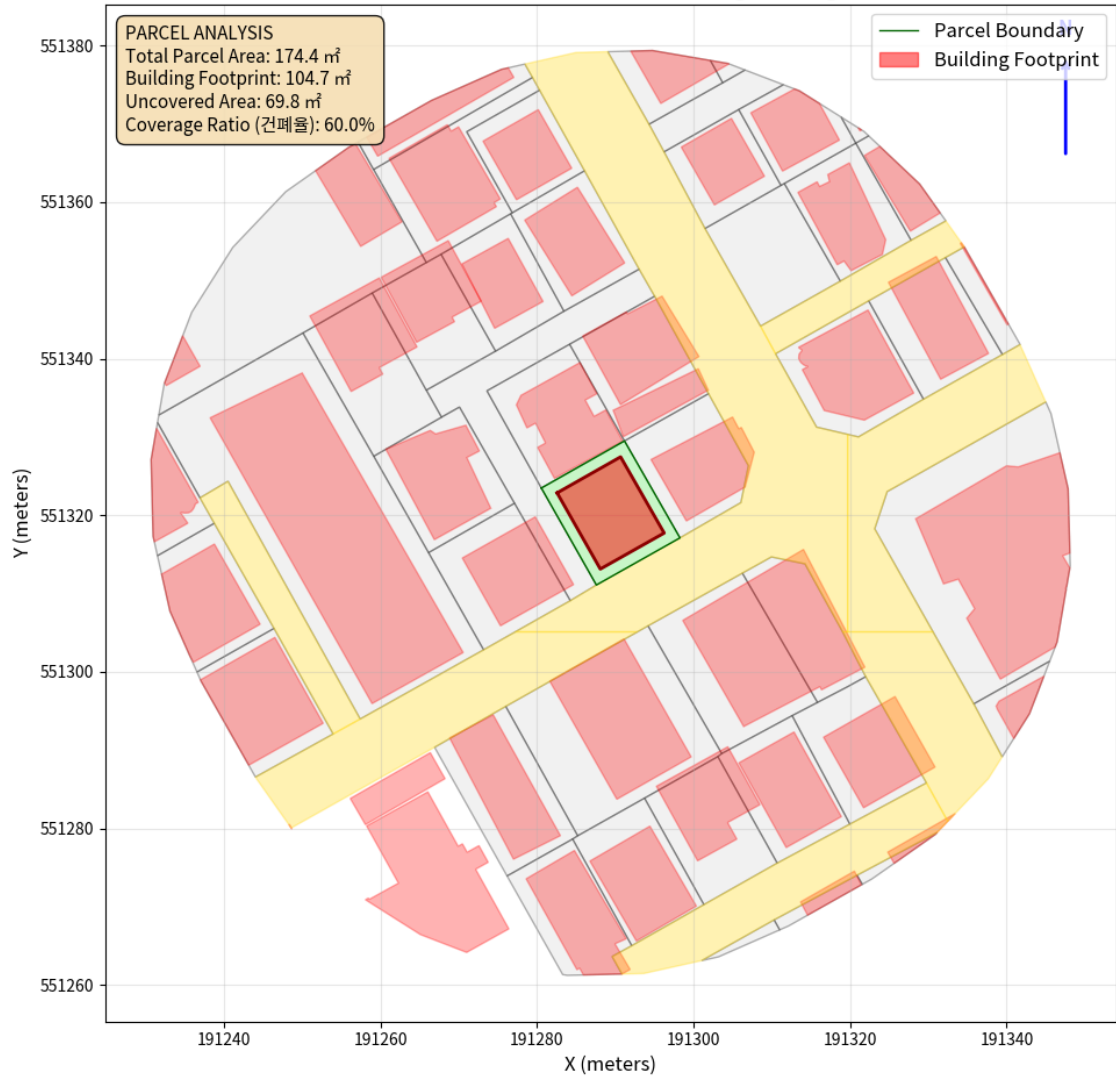 PARCEL ANALYSIS
Total Parcel Area: 174.4 ㎡
Building Footprint: 104.7 ㎡
Uncovered Area: 69.8 ㎡
Coverage Ratio (건폐율): 60.0%
Parcel Boundary
Building Footprint
N
551380
551360
551340
551320
551300
551280
551260
Y (meters)
191240
191260
191280
191300
191320
191340
X (meters)